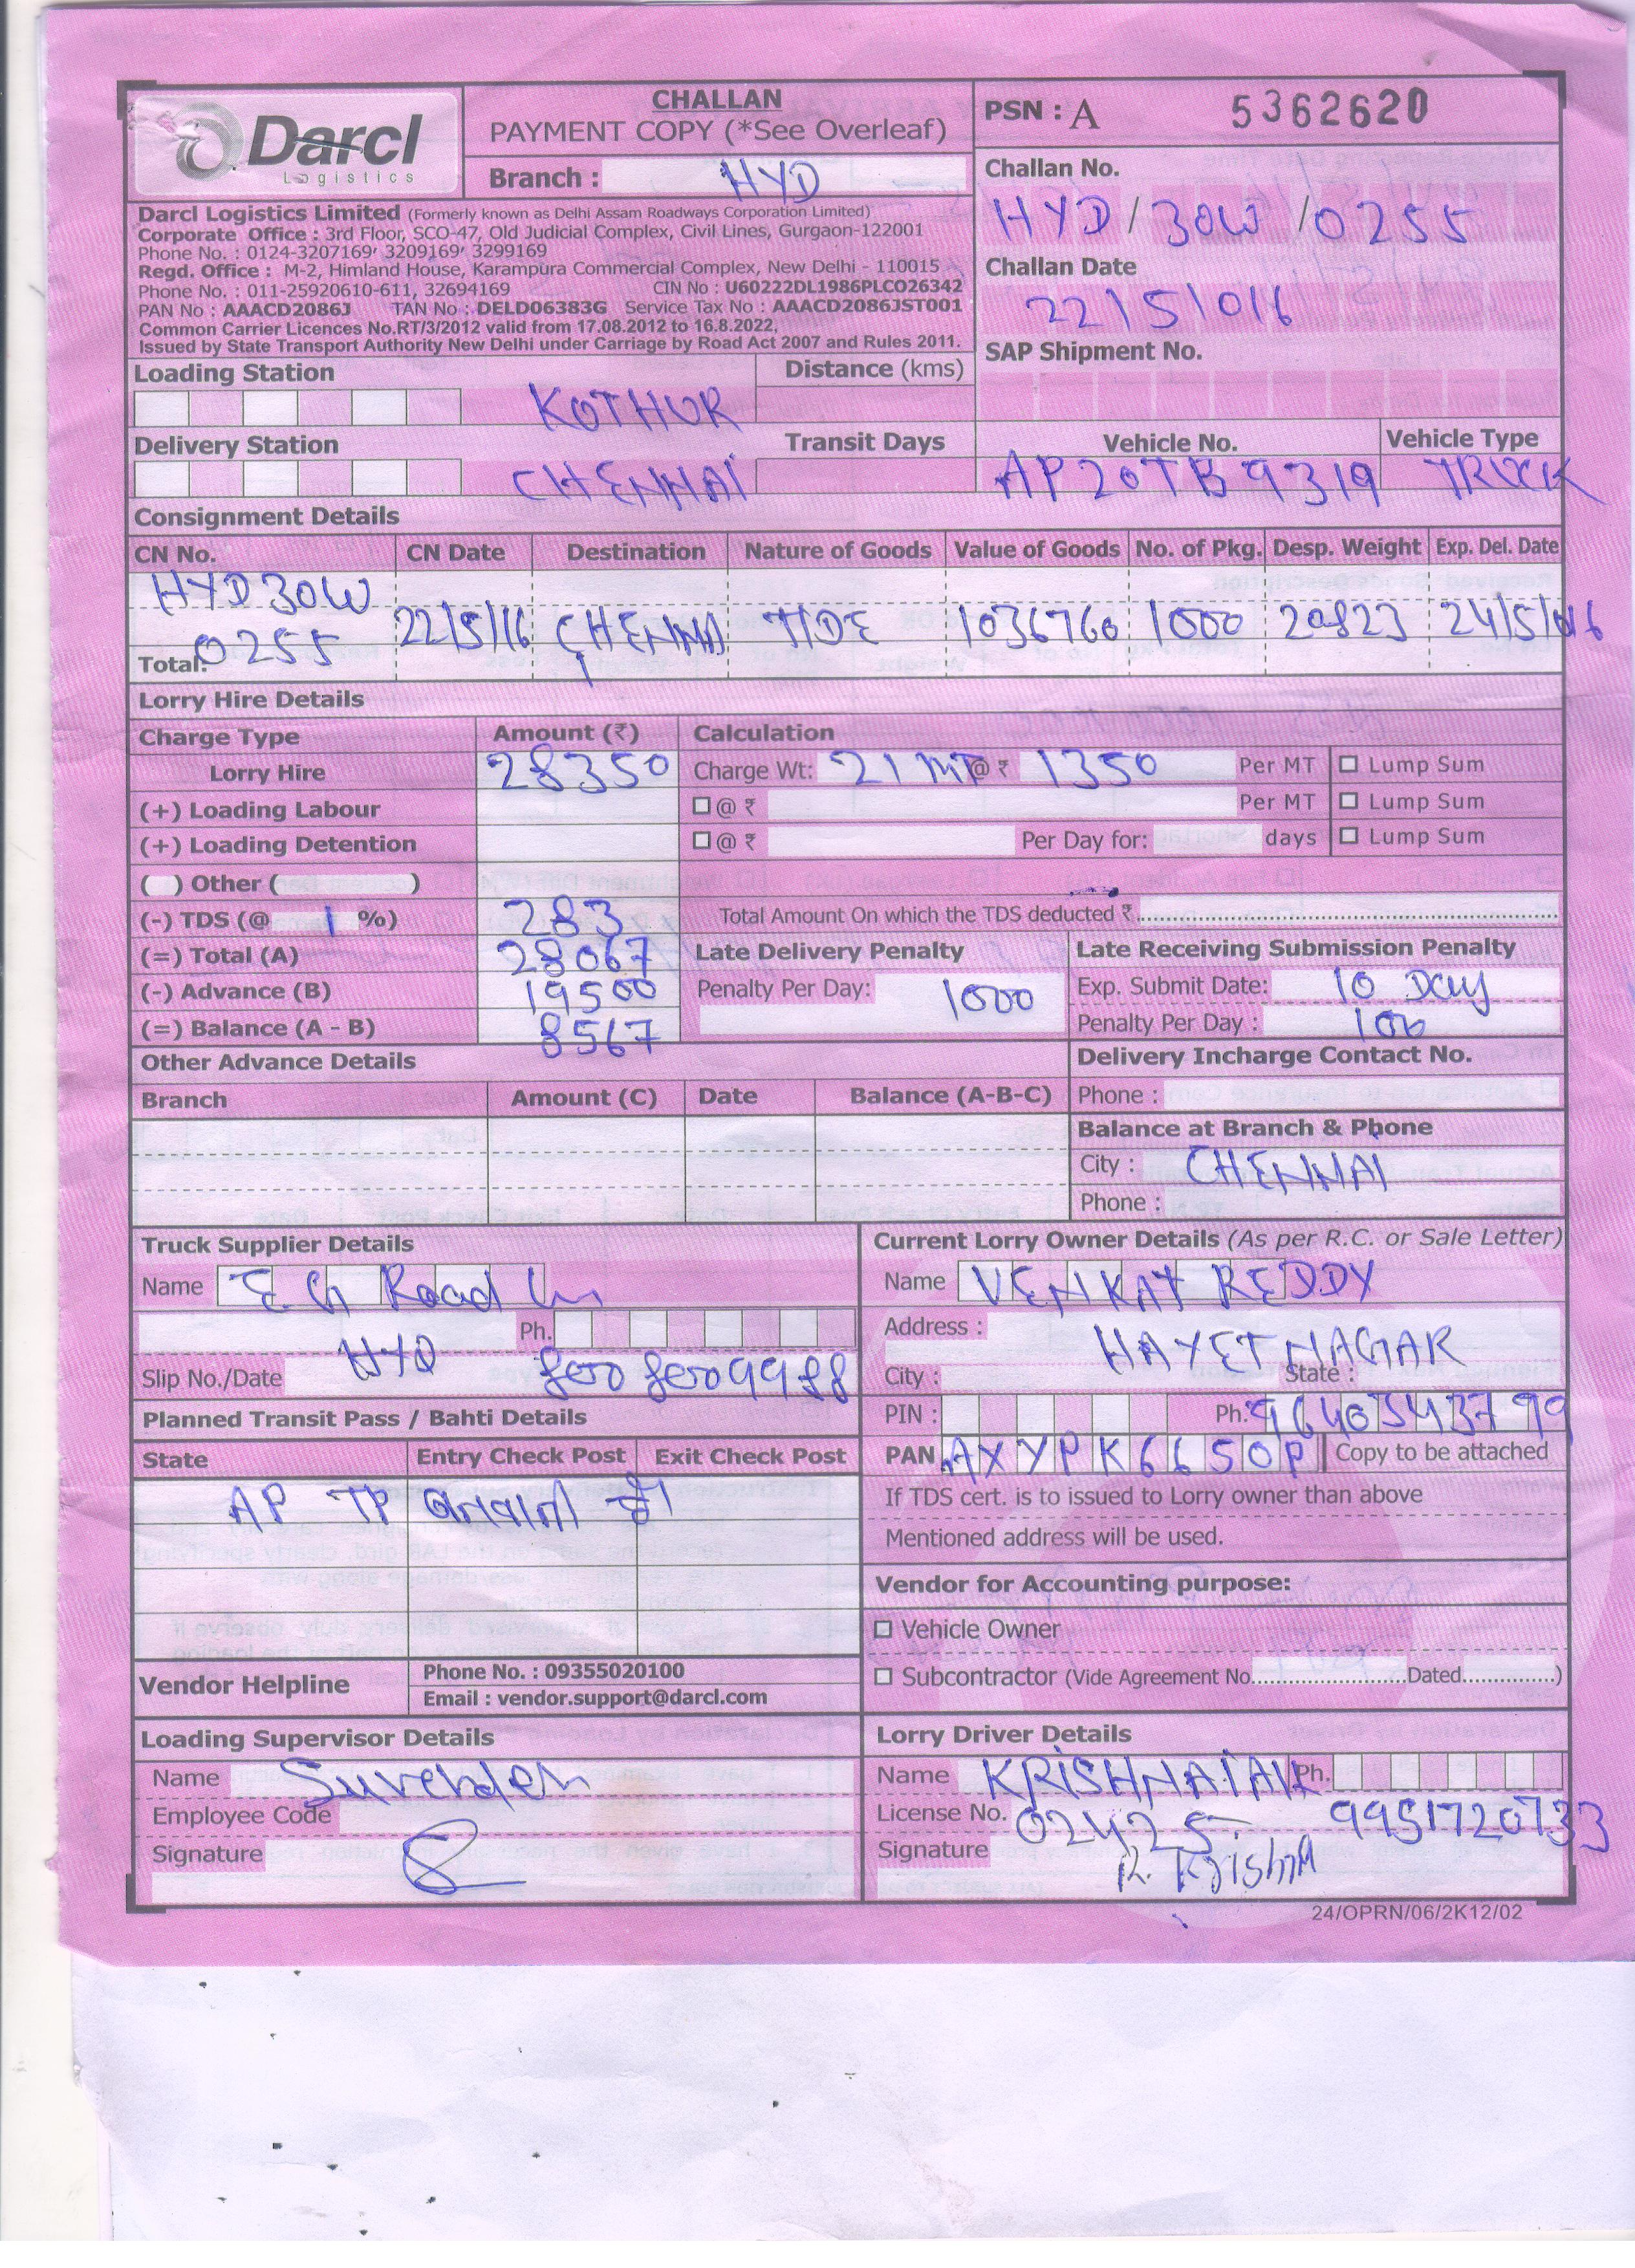 Darcl
Logistics
CHALLAN
PAYMENT COPY (*See Overleaf)
Branch : HYD
PSN : A 5362620
Challan No.
HYD/30W/0255
Challan Date
22/5/016
SAP Shipment No.
Darcl Logistics Limited (Formerly known as Delhi Assam Roadways Corporation Limited)
Corporate Office : 3rd Floor, SCO-47, Old Judicial Complex, Civil Lines, Gurgaon-122001
Phone No. : 0124-3207169, 3209169, 3299169
Regd. Office : M-2, Himland House, Karampura Commercial Complex, New Delhi - 110015
Phone No. : 011-25920610-611, 32694169 CIN No : U60222DL1986PLCO26342
PAN No : AAACD2086J TAN No : DELD06383G Service Tax No : AAACD2086JST001
Common Carrier Licences No.RT/3/2012 valid from 17.08.2012 to 16.8.2022,
Issued by State Transport Authority New Delhi under Carriage by Road Act 2007 and Rules 2011.
Loading Station KOTHUR Distance (kms)
Delivery Station CHENNAI Transit Days
Vehicle No. Vehicle Type
AP20TB9319 TRUCK
Consignment Details
CN No. CN Date Destination Nature of Goods Value of Goods No. of Pkg. Desp. Weight Exp. Del. Date
HYD30W
0255 22/5/16 CHENNAI TIDE 1036760 1000 20823 24/5/016
Total:
Lorry Hire Details
Charge Type Amount (₹) Calculation
Lorry Hire 28350 Charge Wt: 21 MT @ ₹ 1350 Per MT Lump Sum
(+) Loading Labour @ ₹ Per MT Lump Sum
(+) Loading Detention @ ₹ Per Day for: days Lump Sum
( ) Other ( )
(-) TDS (@ 1 %) 283 Total Amount On which the TDS deducted ₹
(=) Total (A) 28067 Late Delivery Penalty Late Receiving Submission Penalty
(-) Advance (B) 19500 Penalty Per Day: 1000 Exp. Submit Date: 10 Day
(=) Balance (A - B) 8567 Penalty Per Day : 100
Other Advance Details Delivery Incharge Contact No.
Branch Amount (C) Date Balance (A-B-C) Phone :
Balance at Branch & Phone
City : CHENNAI
Phone :
Truck Supplier Details
Name E G Road
Ph.
HYD
Slip No./Date 8008009988
Current Lorry Owner Details (As per R.C. or Sale Letter)
Name VENKAT REDDY
Address : HAYET NAGAR
City : State :
PIN : Ph.
PAN AXYPK6650P Copy to be attached
If TDS cert. is to issued to Lorry owner than above
Mentioned address will be used.
Planned Transit Pass / Bahti Details
State Entry Check Post Exit Check Post
AP TP
Vendor for Accounting purpose:
Vehicle Owner
Subcontractor (Vide Agreement No. Dated )
Vendor Helpline
Phone No. : 09355020100
Email : vendor.support@darcl.com
Loading Supervisor Details
Name Surender
Employee Code
Signature
Lorry Driver Details
Name KRISHNAIAH Ph.
License No. 02425 9951720733
Signature R. Krishna
24/OPRN/06/2K12/02